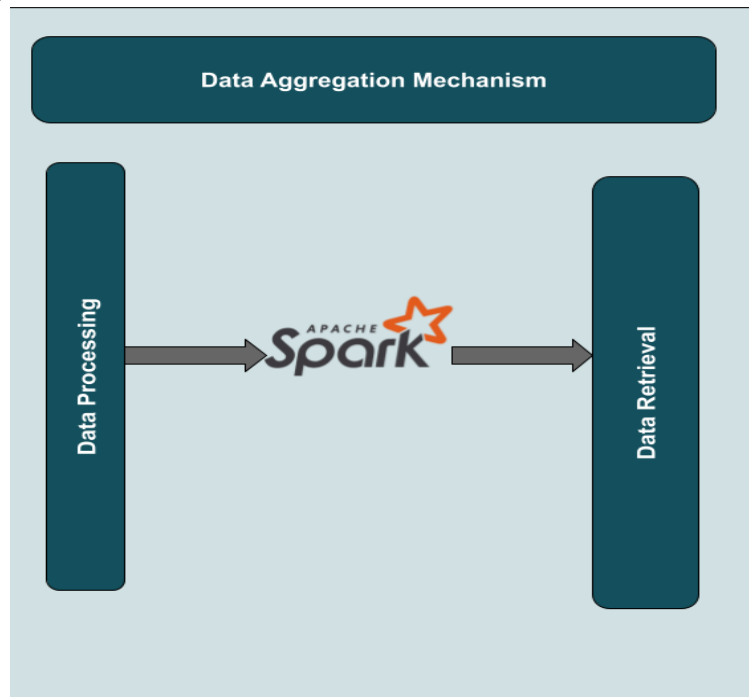 Data Aggregation Mechanism
Data Processing
APACHE
Spark
Data Retrieval